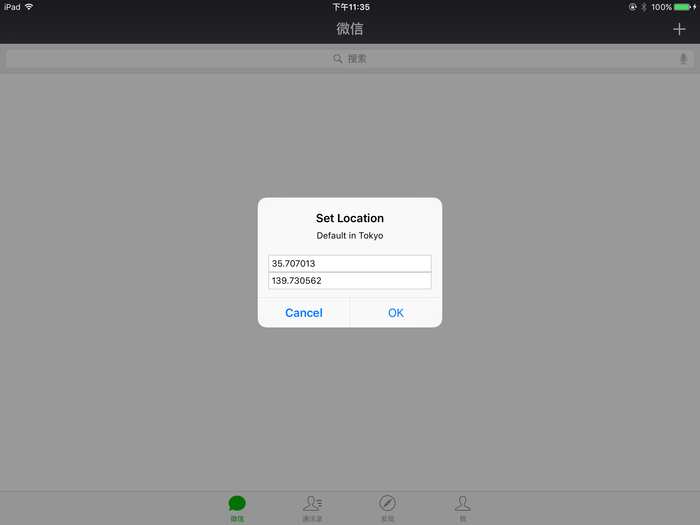 iPad
下午11:35
100%
微信
搜索
Set Location
Default in Tokyo
35.707013
139.730562
Cancel
OK
微信
通讯录
发现
我